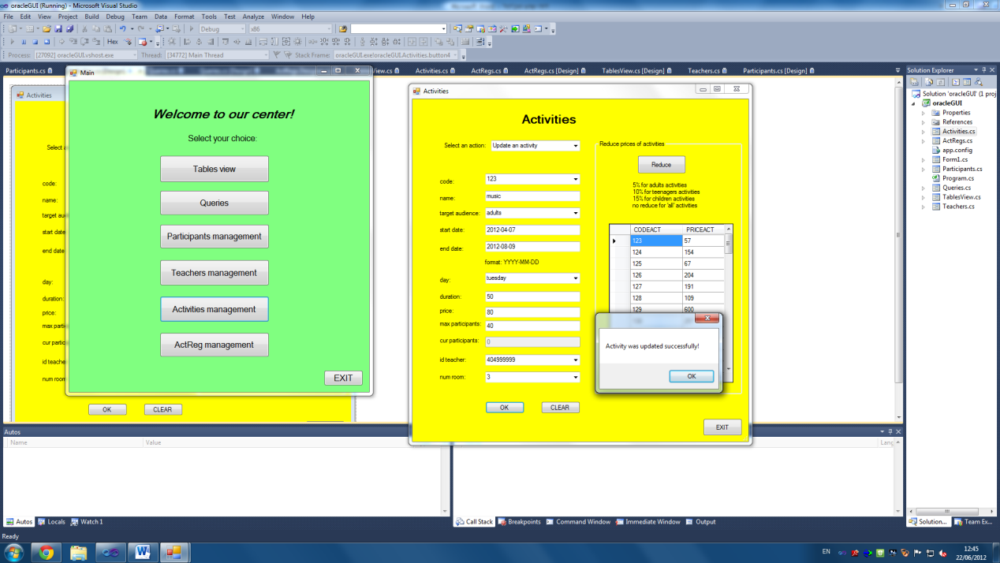 oracleGUI (Running) - Microsoft Visual Studio
File Edit View Project Build Debug Team Data Format Tools Test Analyze Window Help
Debug x86
Hex
Process: [27092] oracleGUI.vshost.exe Thread: [34772] Main Thread Stack Frame: oracleGUI.exe!oracleGUI.Activities.button4
Participants.cs View.cs Activities.cs ActRegs.cs ActRegs.cs [Design] TablesView.cs [Design] Teachers.cs Participants.cs [Design]
Activities
Select a
code:
name:
target aud
start date
end date
day:
duration:
price:
max partic
cur partic
id teacher
num room
OK CLEAR
Main
Welcome to our center!
Select your choice:
Tables view
Queries
Participants management
Teachers management
Activities management
ActReg management
EXIT
Activities
Activities
Select an action: Update an activity
code: 123
name: music
target audience: adults
start date: 2012-04-07
end date: 2012-08-09
format: YYYY-MM-DD
day: tuesday
duration: 50
price: 80
max participants: 40
cur participants: 0
id teacher: 404999999
num room: 3
OK CLEAR
Reduce prices of activities
Reduce
5% for adults activities
10% for teenagers activities
15% for children activities
no reduce for 'all' activities
CODEACT PRICEACT
123 57
124 154
125 67
126 204
127 191
128 109
129 600
Activity was updated successfully!
OK
EXIT
Solution Explorer
Solution 'oracleGUI' (1 proj
oracleGUI
Properties
References
Activities.cs
ActRegs.cs
app.config
Form1.cs
Participants.cs
Program.cs
Queries.cs
TablesView.cs
Teachers.cs
Autos
Name Value
Lang
Autos Locals Watch 1
Call Stack Breakpoints Command Window Immediate Window Output
Solution... Team Ex...
Ready
EN
12:45
22/06/2012